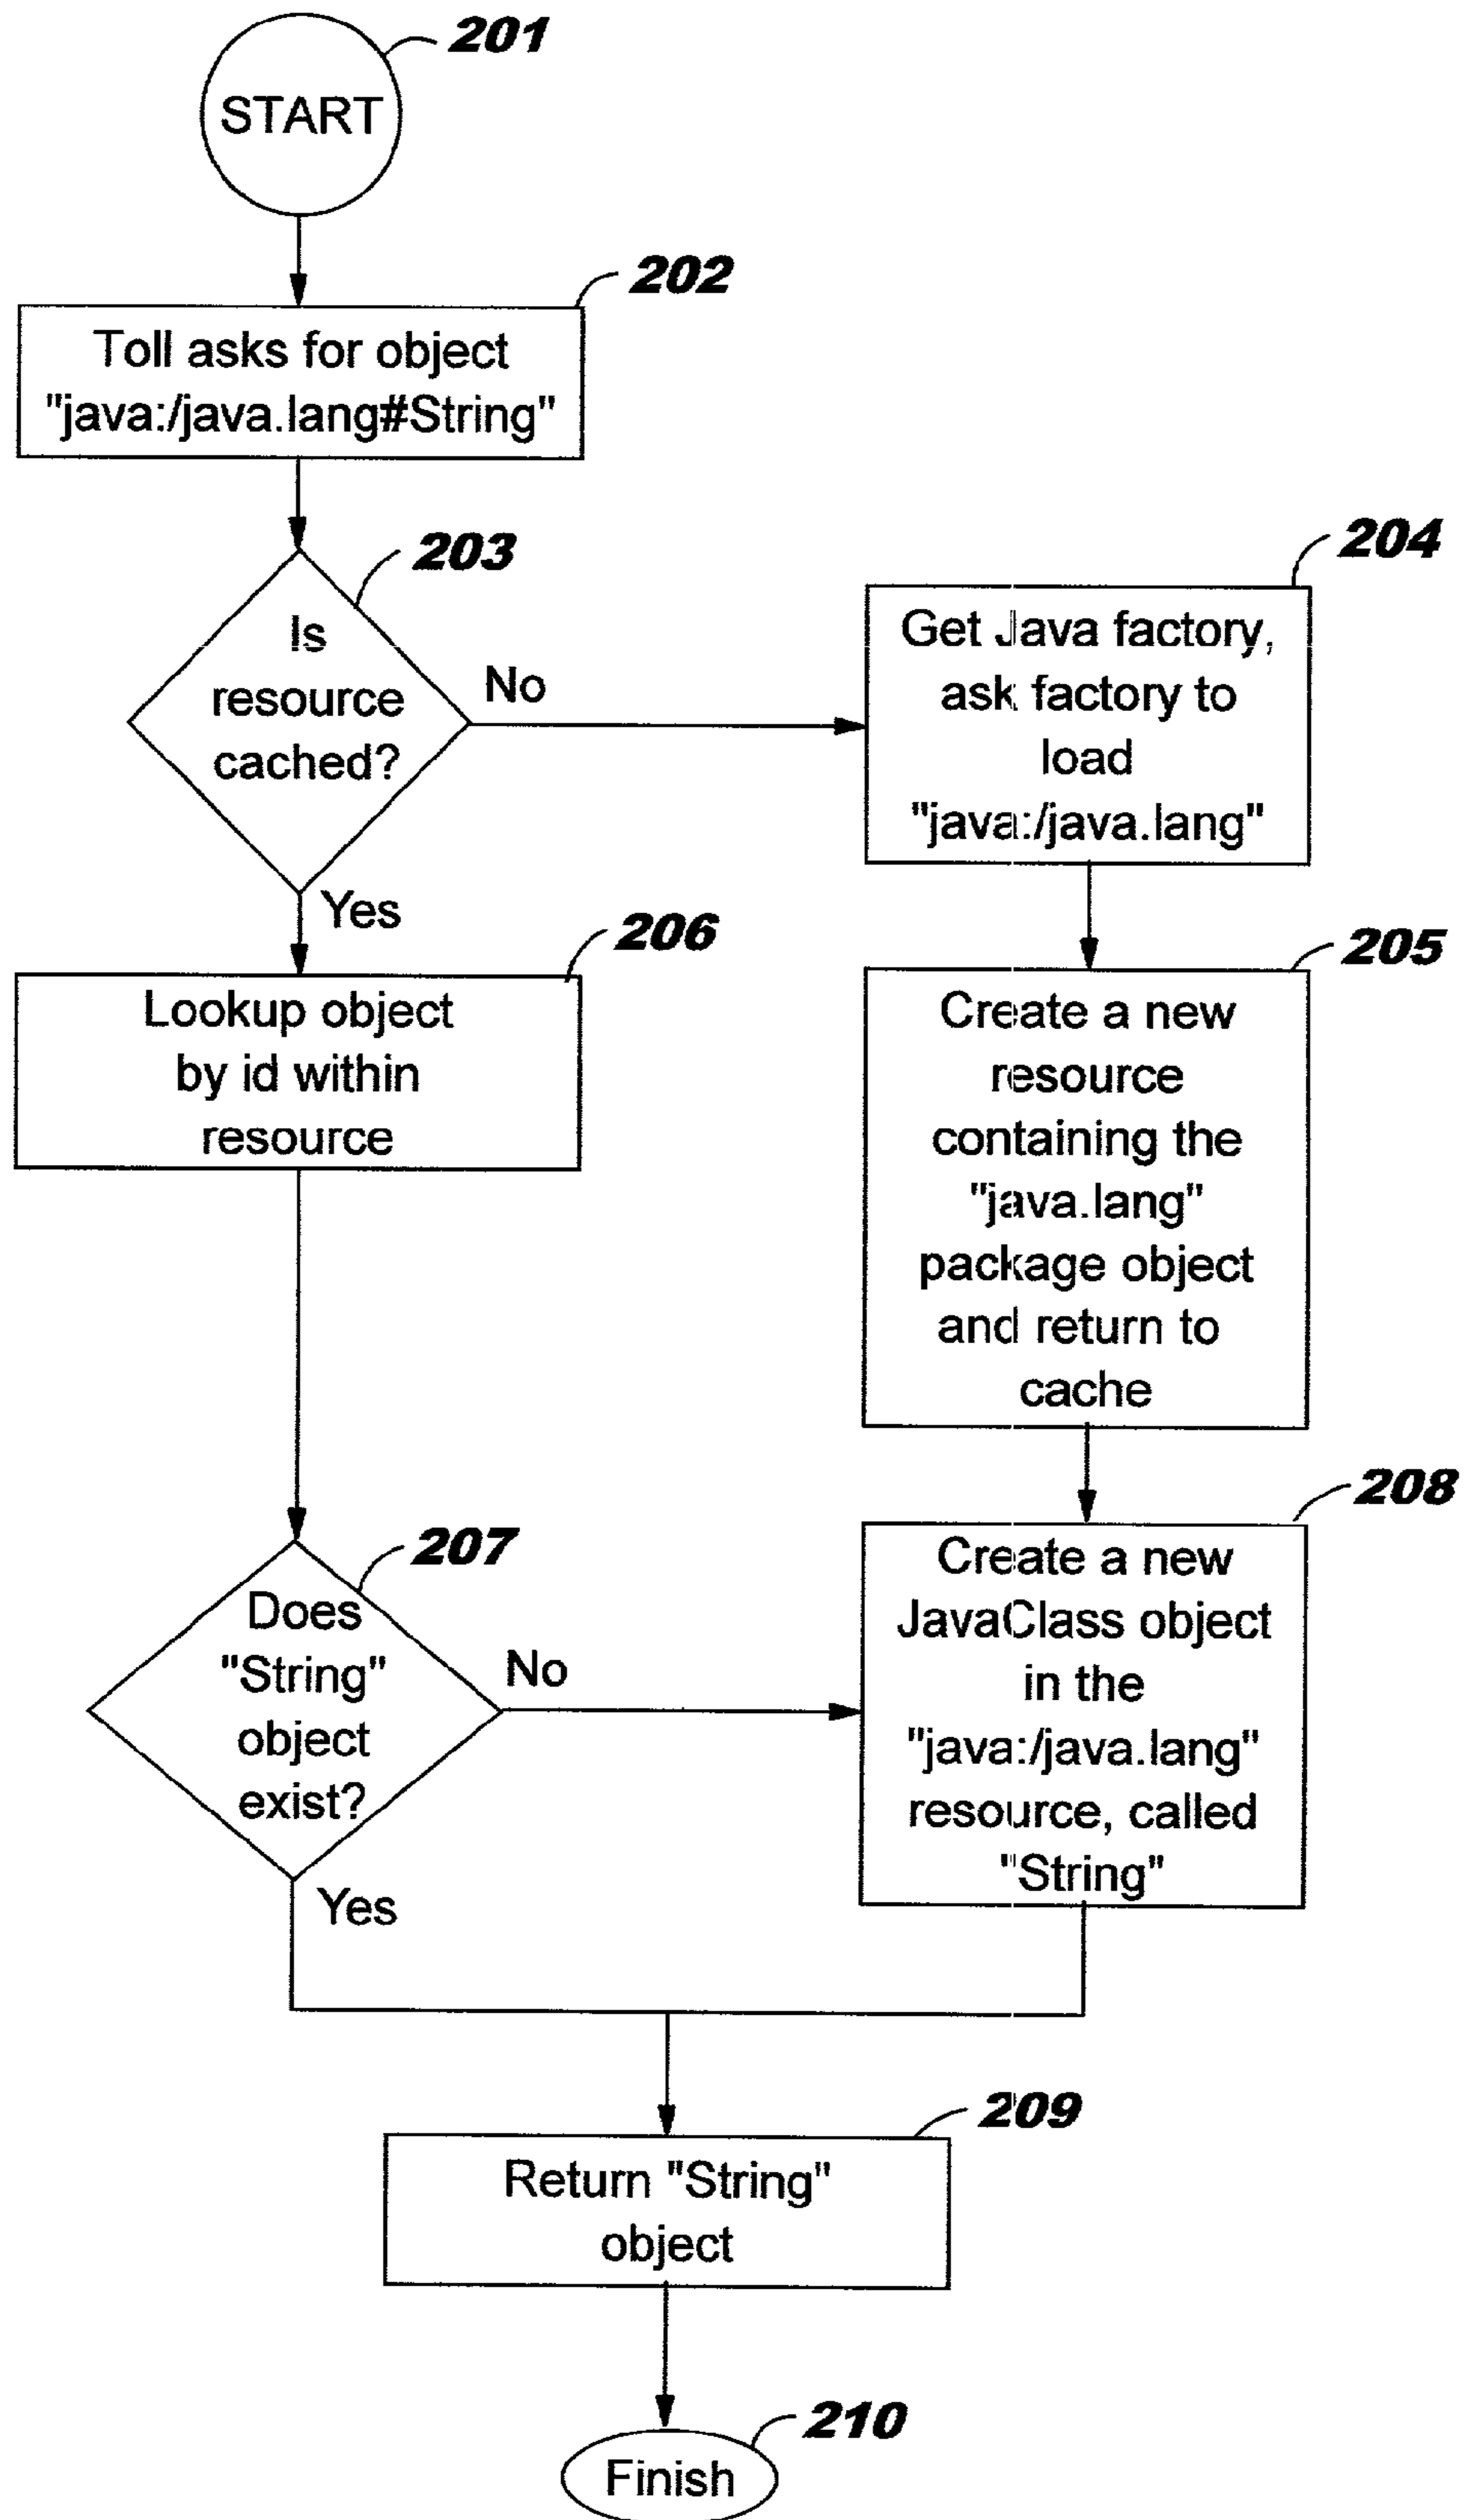 201
START
202
Toll asks for object
"java:/java.lang#String"
203
Is
resource
cached?
No
Yes
204
Get Java factory,
ask factory to
load
"java:/java.lang"
205
Create a new
resource
containing the
"java.lang"
package object
and return to
cache
206
Lookup object
by id within
resource
207
Does
"String"
object
exist?
No
Yes
208
Create a new
JavaClass object
in the
"java:/java.lang"
resource, called
"String"
209
Return "String"
object
210
Finish